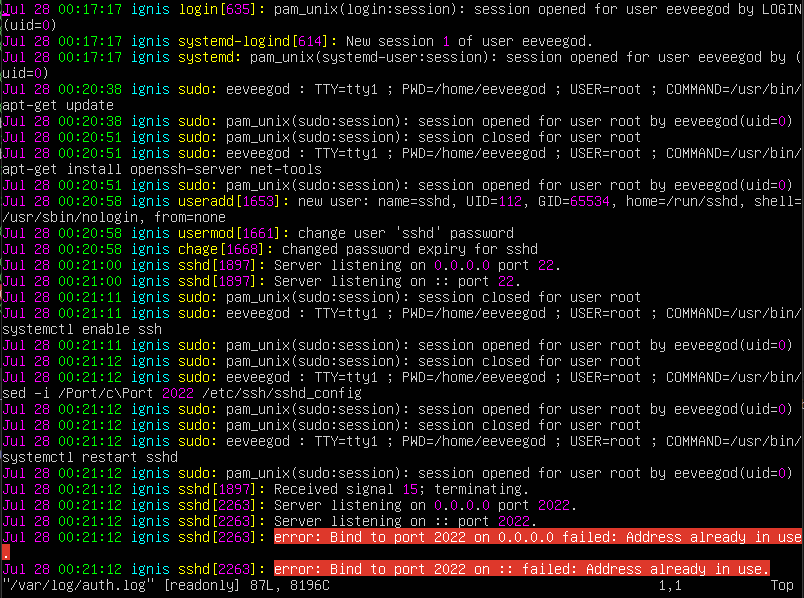 Jul 28 00:17:17 ignis login[635]: pam_unix(login:session): session opened for user eeveegod by LOGIN
(uid=0)
Jul 28 00:17:17 ignis systemd-logind[614]: New session 1 of user eeveegod.
Jul 28 00:17:17 ignis systemd: pam_unix(systemd-user:session): session opened for user eeveegod by (
uid=0)
Jul 28 00:20:38 ignis sudo: eeveegod : TTY=tty1 ; PWD=/home/eeveegod ; USER=root ; COMMAND=/usr/bin/
apt-get update
Jul 28 00:20:38 ignis sudo: pam_unix(sudo:session): session opened for user root by eeveegod(uid=0)
Jul 28 00:20:51 ignis sudo: pam_unix(sudo:session): session closed for user root
Jul 28 00:20:51 ignis sudo: eeveegod : TTY=tty1 ; PWD=/home/eeveegod ; USER=root ; COMMAND=/usr/bin/
apt-get install openssh-server net-tools
Jul 28 00:20:51 ignis sudo: pam_unix(sudo:session): session opened for user root by eeveegod(uid=0)
Jul 28 00:20:58 ignis useradd[1653]: new user: name=sshd, UID=112, GID=65534, home=/run/sshd, shell=
/usr/sbin/nologin, from=none
Jul 28 00:20:58 ignis usermod[1661]: change user 'sshd' password
Jul 28 00:20:58 ignis chage[1668]: changed password expiry for sshd
Jul 28 00:21:00 ignis sshd[1897]: Server listening on 0.0.0.0 port 22.
Jul 28 00:21:00 ignis sshd[1897]: Server listening on :: port 22.
Jul 28 00:21:11 ignis sudo: pam_unix(sudo:session): session closed for user root
Jul 28 00:21:11 ignis sudo: eeveegod : TTY=tty1 ; PWD=/home/eeveegod ; USER=root ; COMMAND=/usr/bin/
systemctl enable ssh
Jul 28 00:21:11 ignis sudo: pam_unix(sudo:session): session opened for user root by eeveegod(uid=0)
Jul 28 00:21:12 ignis sudo: pam_unix(sudo:session): session closed for user root
Jul 28 00:21:12 ignis sudo: eeveegod : TTY=tty1 ; PWD=/home/eeveegod ; USER=root ; COMMAND=/usr/bin/
sed -i /Port/c\Port 2022 /etc/ssh/sshd_config
Jul 28 00:21:12 ignis sudo: pam_unix(sudo:session): session opened for user root by eeveegod(uid=0)
Jul 28 00:21:12 ignis sudo: pam_unix(sudo:session): session closed for user root
Jul 28 00:21:12 ignis sudo: eeveegod : TTY=tty1 ; PWD=/home/eeveegod ; USER=root ; COMMAND=/usr/bin/
systemctl restart sshd
Jul 28 00:21:12 ignis sudo: pam_unix(sudo:session): session opened for user root by eeveegod(uid=0)
Jul 28 00:21:12 ignis sshd[1897]: Received signal 15; terminating.
Jul 28 00:21:12 ignis sshd[2263]: Server listening on 0.0.0.0 port 2022.
Jul 28 00:21:12 ignis sshd[2263]: Server listening on :: port 2022.
Jul 28 00:21:12 ignis sshd[2263]: error: Bind to port 2022 on 0.0.0.0 failed: Address already in use
.
Jul 28 00:21:12 ignis sshd[2263]: error: Bind to port 2022 on :: failed: Address already in use.
"/var/log/auth.log" [readonly] 87L, 8196C 1,1 Top